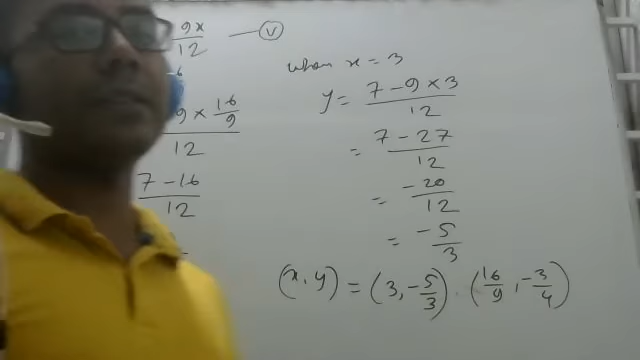 9x/12 — (v)
9 × 16/9
12
7 - 16
12
when x = 3
y = 7 - 9 × 3 / 12
= 7 - 27 / 12
= -20/12
= -5/3
(x, y) = (3, -5/3), (16/9, -3/4)